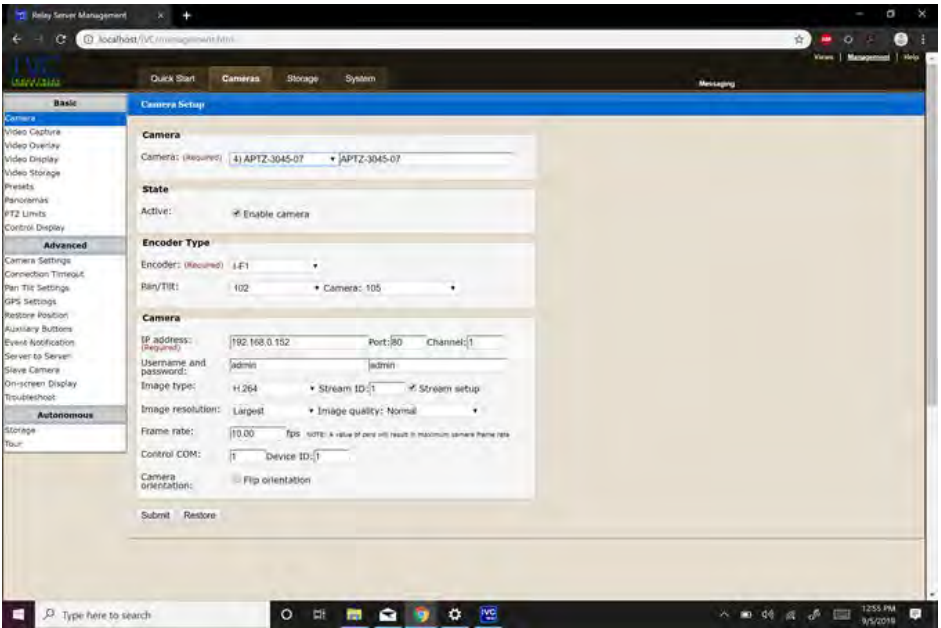 Relay Server Management
localhost/IVC/management.htm
Views | Management | Help
IVC
Quick Start Cameras Storage System
Messaging
Basic
Camera
Video Capture
Video Overlay
Video Display
Video Storage
Presets
Panoramas
PTZ Limits
Control Display
Advanced
Camera Settings
Connection Timeout
Pan Tilt Settings
GPS Settings
Restore Position
Auxiliary Buttons
Event Notification
Server to Server
Slave Camera
On-screen Display
Troubleshoot
Autonomous
Storage
Tour
Camera Setup
Camera
Camera: (Required) 4) APTZ-3045-07 APTZ-3045-07
State
Active: Enable camera
Encoder Type
Encoder: (Required) I-F1
Pan/Tilt: 102 Camera: 105
Camera
IP address: 192.168.0.152 Port: 80 Channel: 1
(Required)
Username and password: admin admin
Image type: H.264 Stream ID: 1 Stream setup
Image resolution: Largest Image quality: Normal
Frame rate: 10.00 fps NOTE: A value of zero will result in maximum camera frame rate
Control COM: 1 Device ID: 1
Camera orientation: Flip orientation
Submit Restore
Type here to search
IVC
12:55 PM
9/5/2019